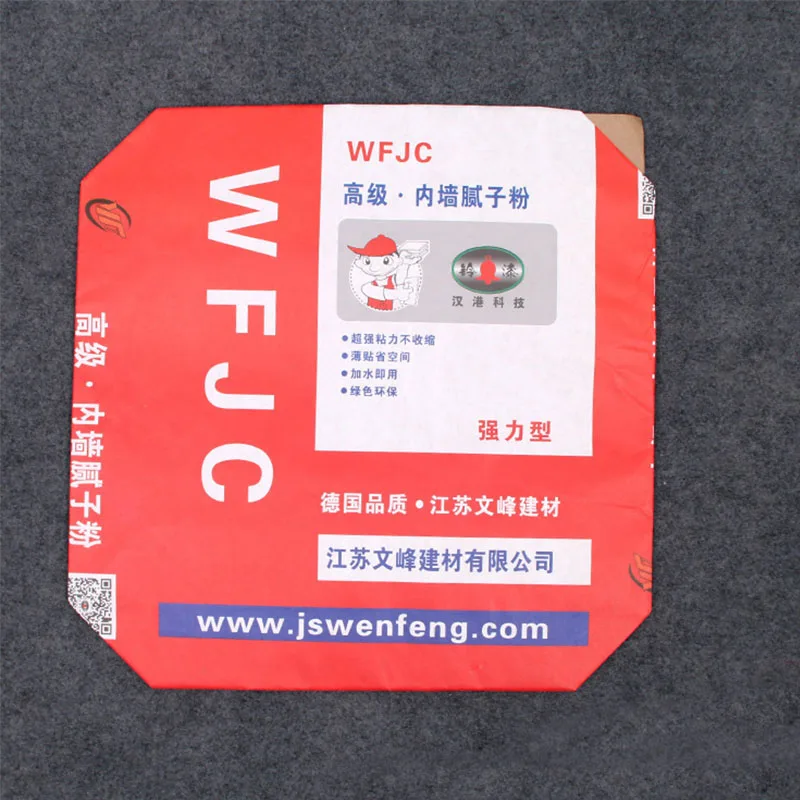 WFJC
高级·内墙腻子粉
WFJC
高级·内墙腻子粉
漆
汉港科技
●超强粘力不收缩
●薄贴省空间
●加水即用
●绿色环保
强力型
德国品质●江苏文峰建材
江苏文峰建材有限公司
www.jswenfeng.com